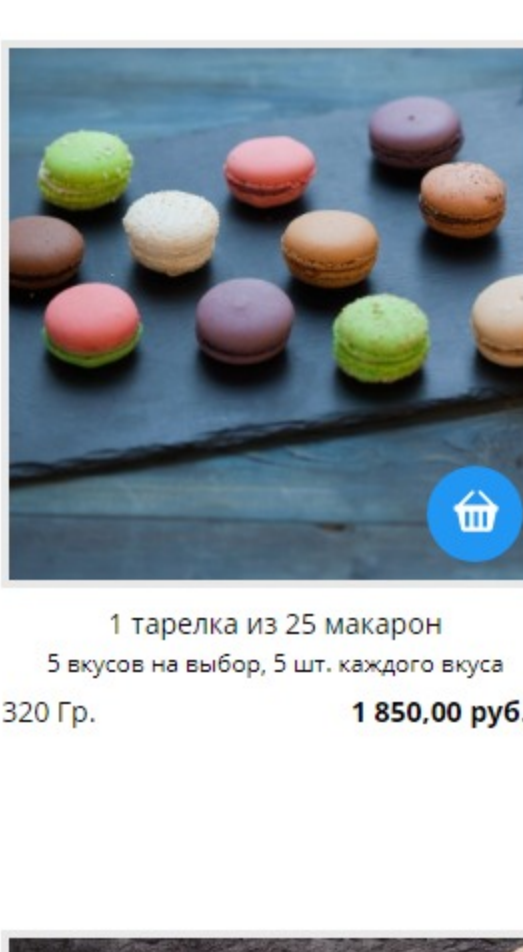 1 тарелка из 25 макарон
5 вкусов на выбор, 5 шт. каждого вкуса
320 Гр. 1 850,00 руб.